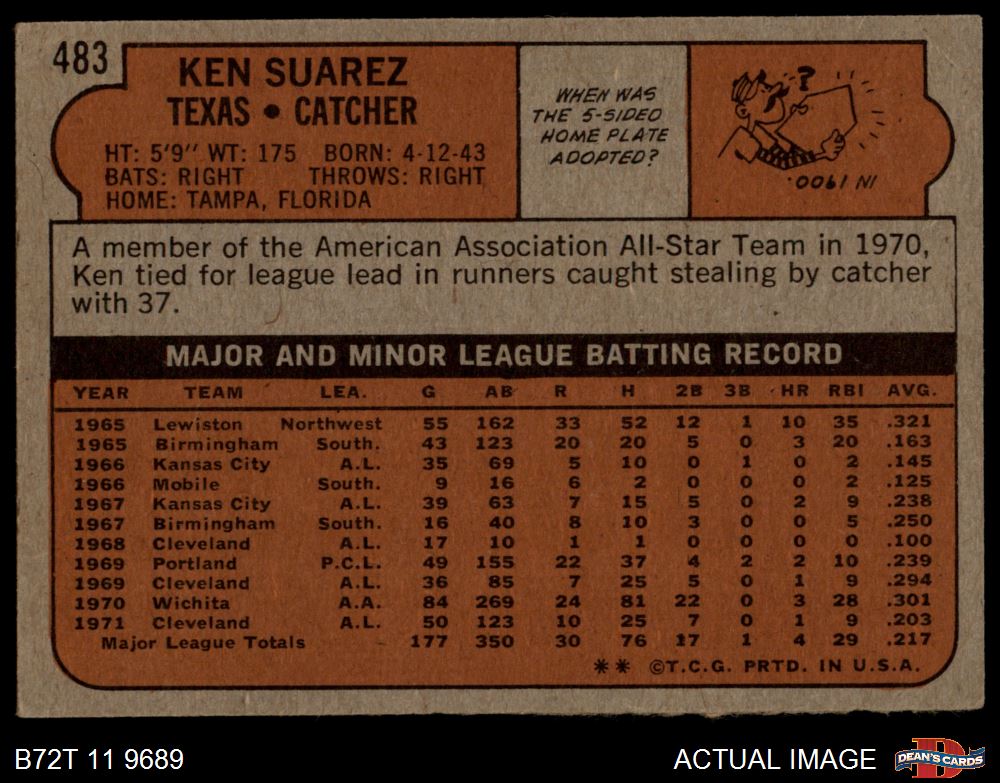 483
KEN SUAREZ
TEXAS • CATCHER
HT: 5'9" WT: 175 BORN: 4-12-43
BATS: RIGHT THROWS: RIGHT
HOME: TAMPA, FLORIDA
WHEN WAS
THE 5-SIDED
HOME PLATE
ADOPTED?
?
IN 1900.
A member of the American Association All-Star Team in 1970,
Ken tied for league lead in runners caught stealing by catcher
with 37.
MAJOR AND MINOR LEAGUE BATTING RECORD
YEAR TEAM LEA. G AB R H 2B 3B HR RBI AVG.
1965 Lewiston Northwest 55 162 33 52 12 1 10 35 .321
1965 Birmingham South. 43 123 20 20 5 0 3 20 .163
1966 Kansas City A.L. 35 69 5 10 0 1 0 2 .145
1966 Mobile South. 9 16 6 2 0 0 0 2 .125
1967 Kansas City A.L. 39 63 7 15 5 0 2 9 .238
1967 Birmingham South. 16 40 8 10 3 0 0 5 .250
1968 Cleveland A.L. 17 10 1 1 0 0 0 0 .100
1969 Portland P.C.L. 49 155 22 37 4 2 2 10 .239
1969 Cleveland A.L. 36 85 7 25 5 0 1 9 .294
1970 Wichita A.A. 84 269 24 81 22 0 3 28 .301
1971 Cleveland A.L. 50 123 10 25 7 0 1 9 .203
Major League Totals 177 350 30 76 17 1 4 29 .217
** ©T.C.G. PRTD. IN U.S.A.
B72T 11 9689
ACTUAL IMAGE
D
DEAN'S CARDS